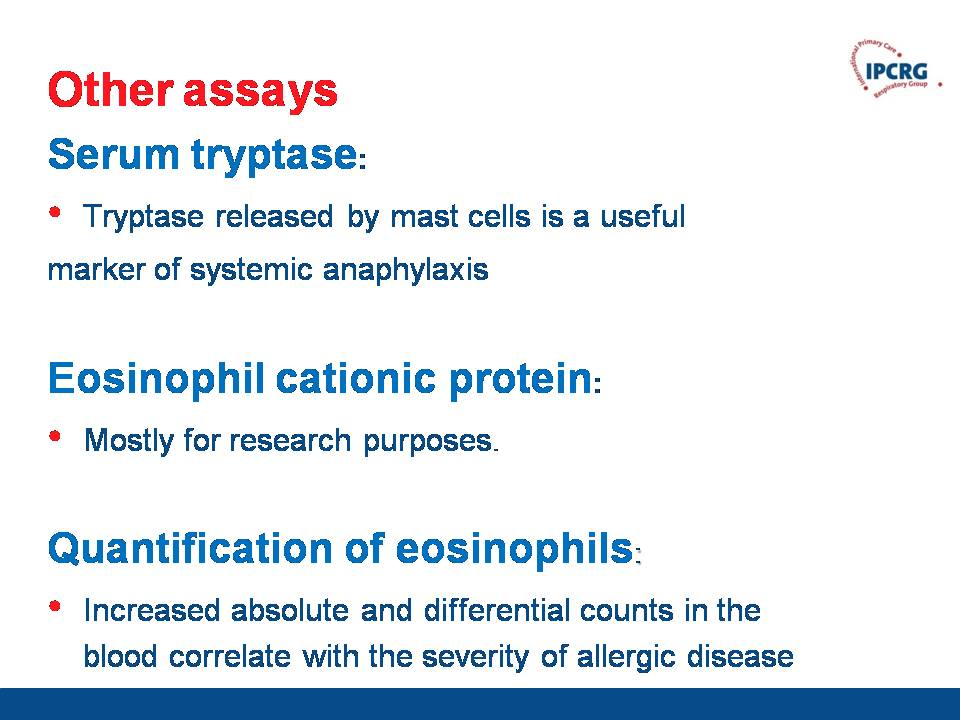 International Primary Care
IPCRG
Respiratory Group
Other assays
Serum tryptase:
• Tryptase released by mast cells is a useful
marker of systemic anaphylaxis
Eosinophil cationic protein:
• Mostly for research purposes.
Quantification of eosinophils:
• Increased absolute and differential counts in the
blood correlate with the severity of allergic disease